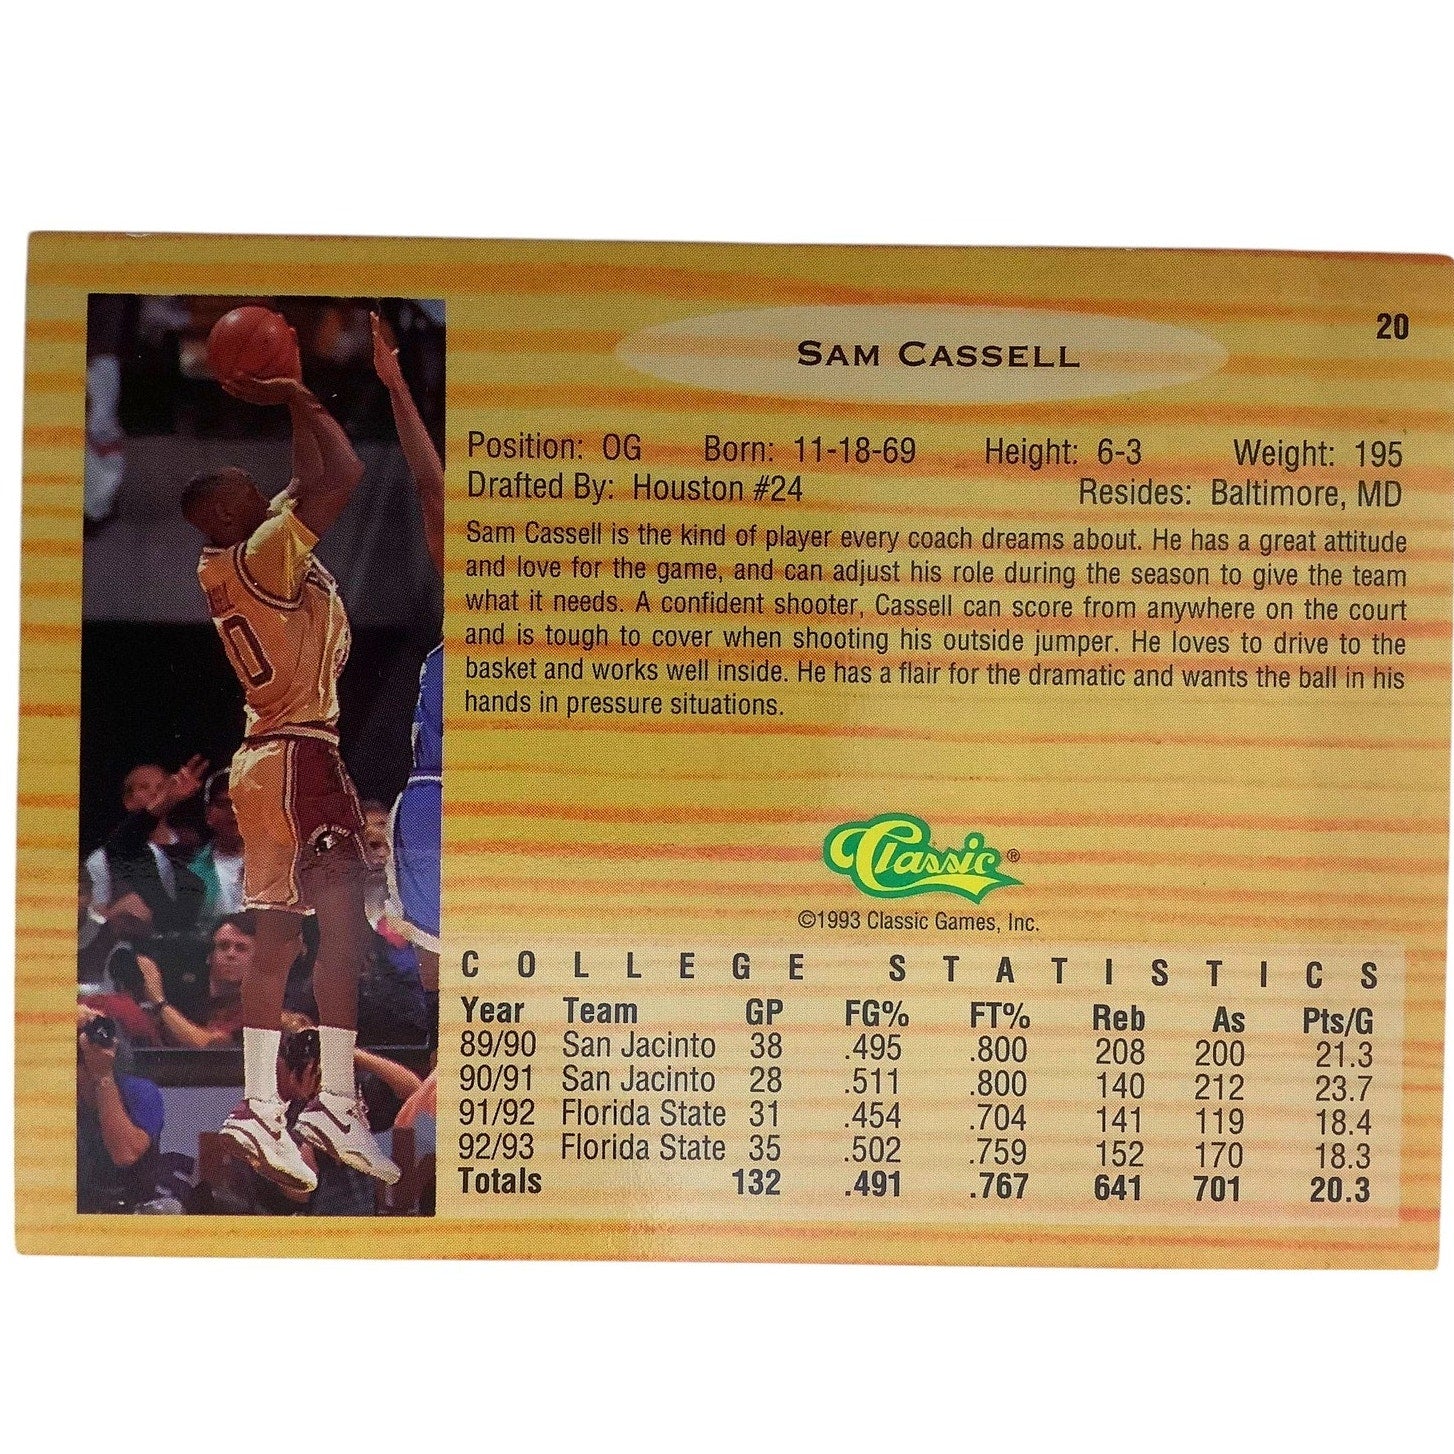 20
SAM CASSELL
Position: OG Born: 11-18-69 Height: 6-3 Weight: 195
Drafted By: Houston #24 Resides: Baltimore, MD
Sam Cassell is the kind of player every coach dreams about. He has a great attitude
and love for the game, and can adjust his role during the season to give the team
what it needs. A confident shooter, Cassell can score from anywhere on the court
and is tough to cover when shooting his outside jumper. He loves to drive to the
basket and works well inside. He has a flair for the dramatic and wants the ball in his
hands in pressure situations.
Classic®
©1993 Classic Games, Inc.
COLLEGE STATISTICS
Year Team GP FG% FT% Reb As Pts/G
89/90 San Jacinto 38 .495 .800 208 200 21.3
90/91 San Jacinto 28 .511 .800 140 212 23.7
91/92 Florida State 31 .454 .704 141 119 18.4
92/93 Florida State 35 .502 .759 152 170 18.3
Totals 132 .491 .767 641 701 20.3